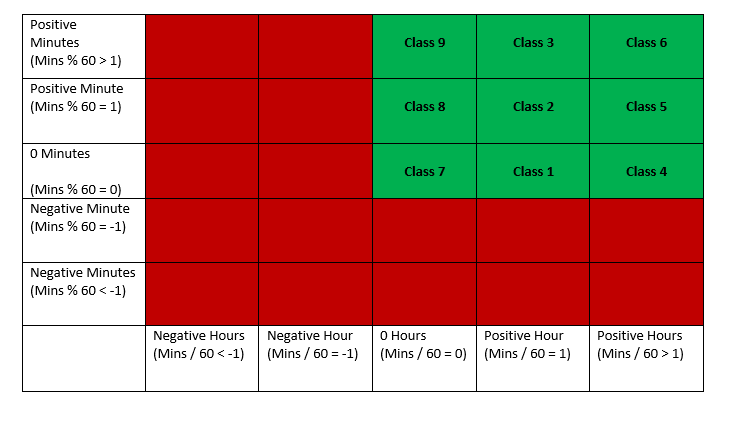 Positive
Minutes
(Mins % 60 > 1)
Class 9
Class 3
Class 6
Positive Minute
(Mins % 60 = 1)
Class 8
Class 2
Class 5
0 Minutes
(Mins % 60 = 0)
Class 7
Class 1
Class 4
Negative Minute
(Mins % 60 = -1)
Negative Minutes
(Mins % 60 < -1)
Negative Hours
(Mins / 60 < -1)
Negative Hour
(Mins / 60 = -1)
0 Hours
(Mins / 60 = 0)
Positive Hour
(Mins / 60 = 1)
Positive Hours
(Mins / 60 > 1)